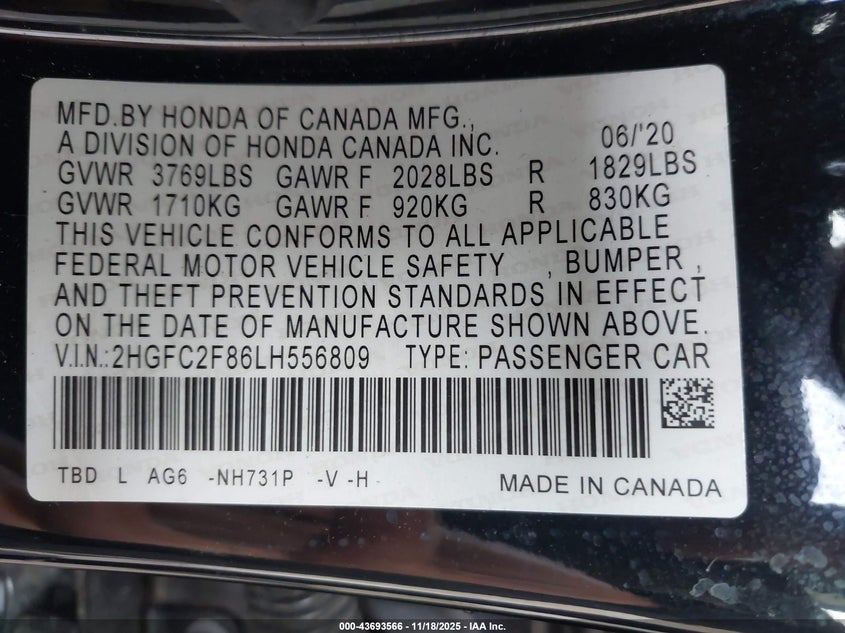 MFD.BY HONDA OF CANADA MFG.,
A DIVISION OF HONDA CANADA INC. 06/'20
GVWR 3769LBS GAWR F 2028LBS R 1829LBS
GVWR 1710KG GAWR F 920KG R 830KG
THIS VEHICLE CONFORMS TO ALL APPLICABLE
FEDERAL MOTOR VEHICLE SAFETY , BUMPER ,
AND THEFT PREVENTION STANDARDS IN EFFECT
ON THE DATE OF MANUFACTURE SHOWN ABOVE.
V.I.N.:2HGFC2F86LH556809 TYPE: PASSENGER CAR
TBD L AG6 -NH731P -V -H-
MADE IN CANADA
000-43693566 - 11/18/2025 - IAA Inc.